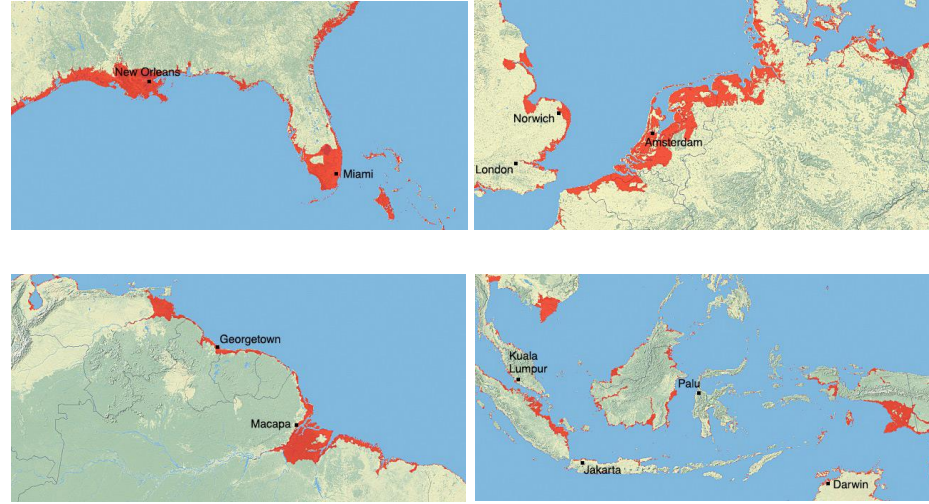 New Orleans
Miami
Norwich
Amsterdam
London
Georgetown
Macapa
Kuala
Lumpur
Palu
Jakarta
Darwin